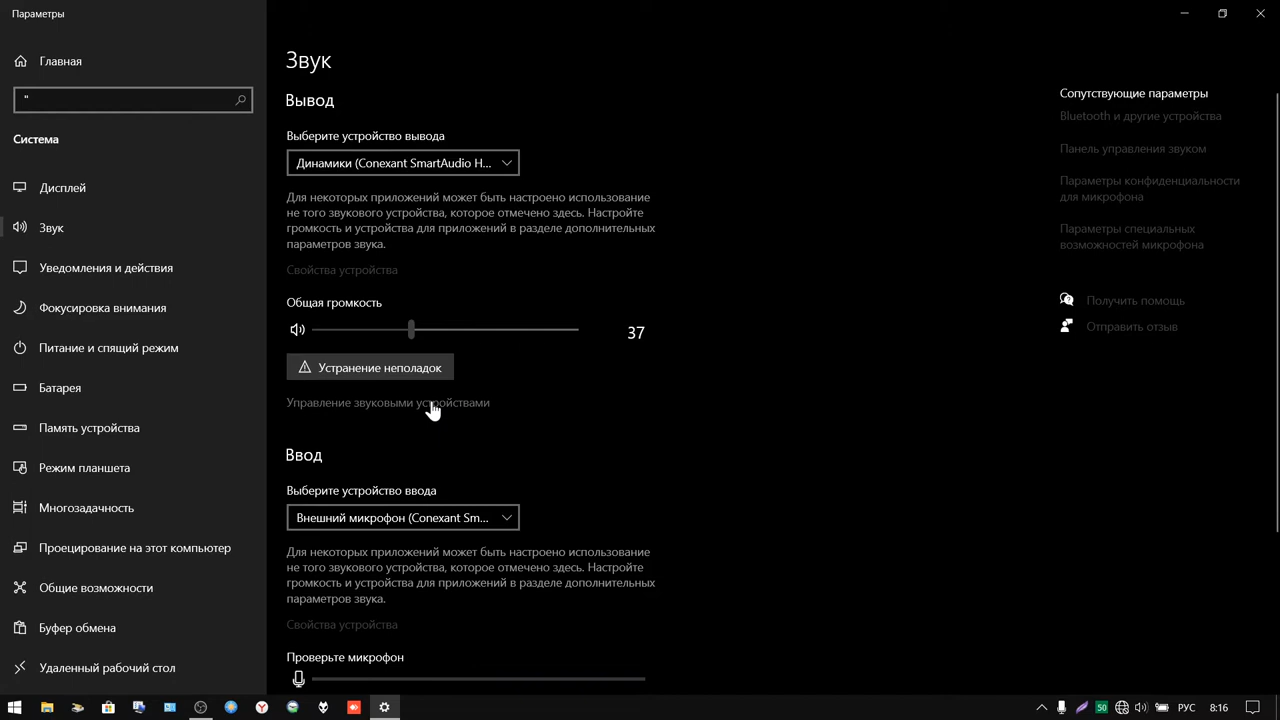 Параметры
Главная
"
Система
Дисплей
Звук
Уведомления и действия
Фокусировка внимания
Питание и спящий режим
Батарея
Память устройства
Режим планшета
Многозадачность
Проецирование на этот компьютер
Общие возможности
Буфер обмена
Удаленный рабочий стол
Звук
Вывод
Выберите устройство вывода
Динамики (Conexant SmartAudio H...
Для некоторых приложений может быть настроено использование
не того звукового устройства, которое отмечено здесь. Настройте
громкость и устройства для приложений в разделе дополнительных
параметров звука.
Свойства устройства
Общая громкость
37
Устранение неполадок
Управление звуковыми устройствами
Ввод
Выберите устройство ввода
Внешний микрофон (Conexant Sm...
Для некоторых приложений может быть настроено использование
не того звукового устройства, которое отмечено здесь. Настройте
громкость и устройства для приложений в разделе дополнительных
параметров звука.
Свойства устройства
Проверьте микрофон
Сопутствующие параметры
Bluetooth и другие устройства
Панель управления звуком
Параметры конфиденциальности
для микрофона
Параметры специальных
возможностей микрофона
Получить помощь
Отправить отзыв
50
РУС
8:16